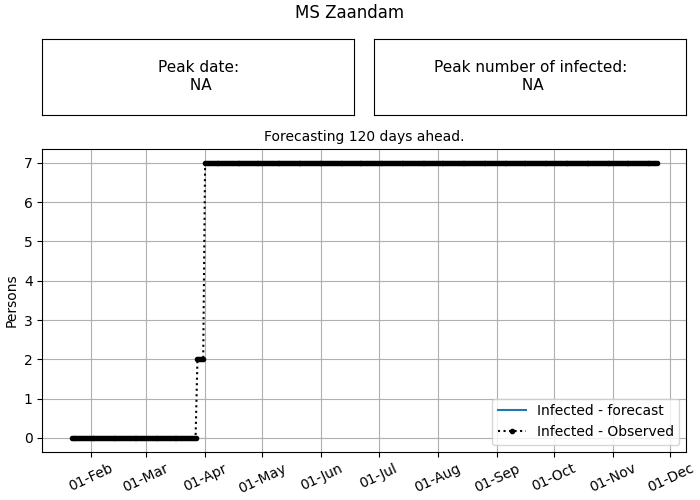 MS Zaandam
Peak date:
NA
Peak number of infected:
NA
Forecasting 120 days ahead.
7
6
5
4
3
2
1
0
Persons
Infected - forecast
Infected - Observed
01-Feb
01-Mar
01-Apr
01-May
01-Jun
01-Jul
01-Aug
01-Sep
01-Oct
01-Nov
01-Dec